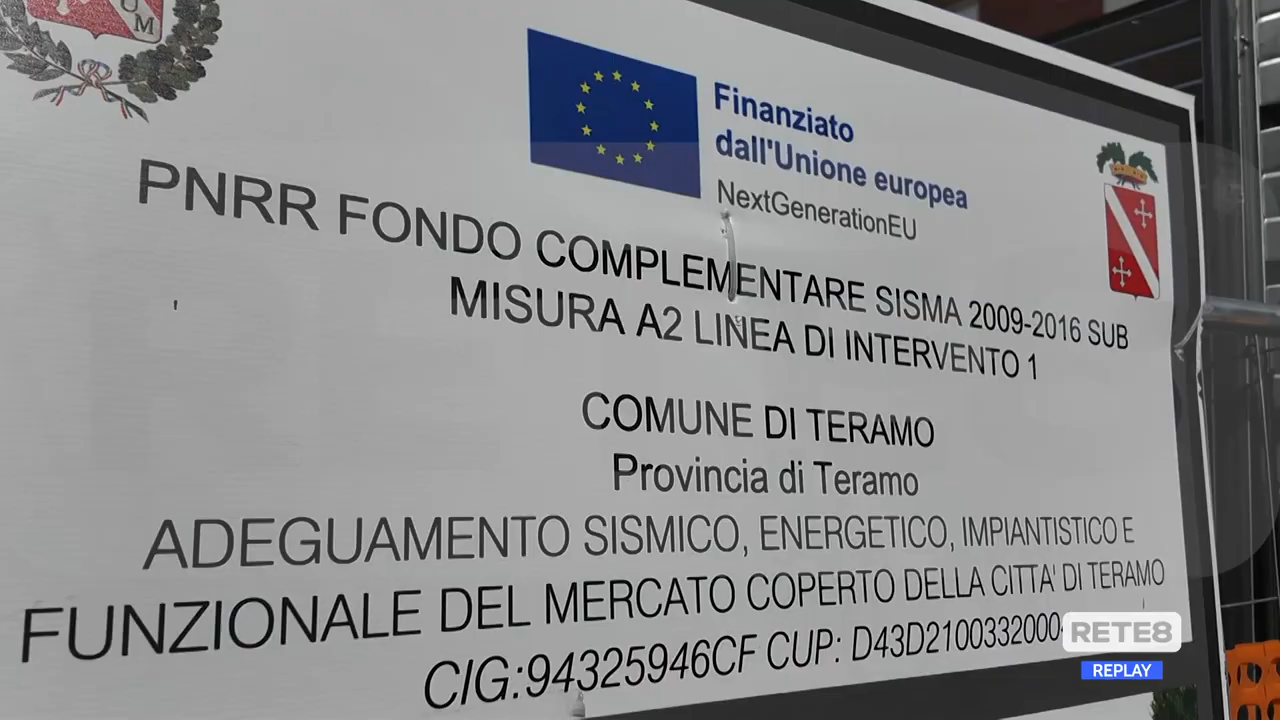 UM
Finanziato
dall'Unione europea
NextGenerationEU
PNRR FONDO COMPLEMENTARE SISMA 2009-2016 SUB
MISURA A2 LINEA DI INTERVENTO 1
COMUNE DI TERAMO
Provincia di Teramo
ADEGUAMENTO SISMICO, ENERGETICO, IMPIANTISTICO E
FUNZIONALE DEL MERCATO COPERTO DELLA CITTA' DI TERAMO
CIG:94325946CF CUP: D43D2100332000
RETE8
REPLAY